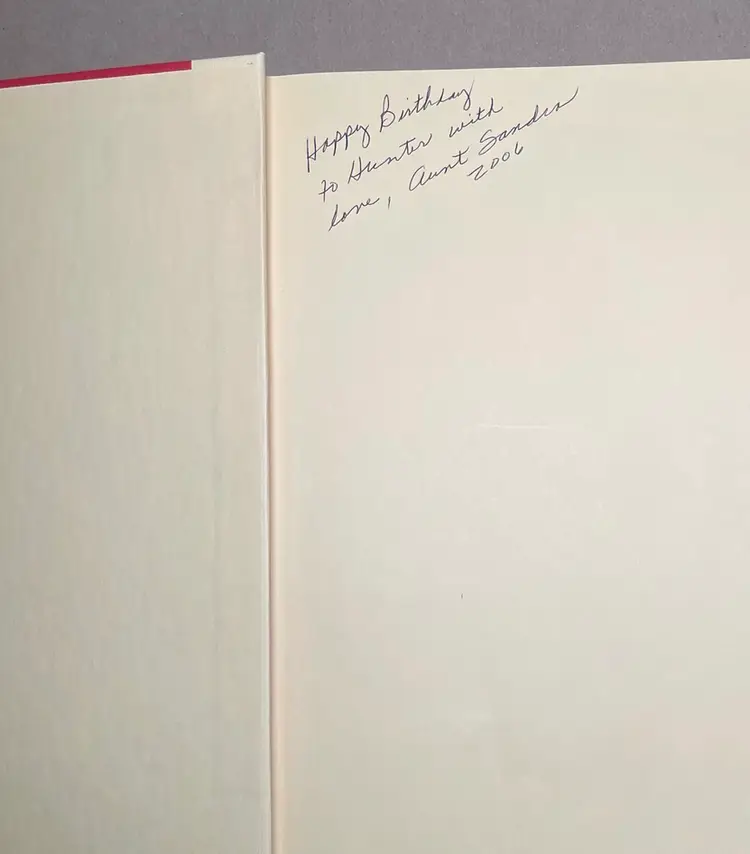 Happy Birthday
to Hunter with
love, Aunt Sandra
2006